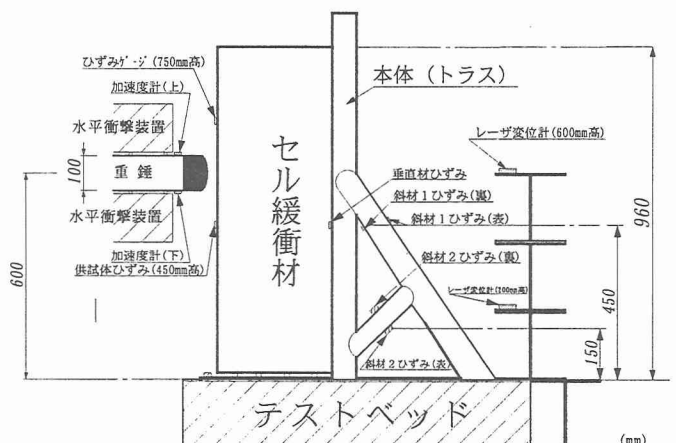 ひずみゲージ(750mm高)
加速度計(上)
水平衝撃装置
重錘
100
水平衝撃装置
加速度計(下)
供試体ひずみ(450mm高)
600
セル緩衝材
本体(トラス)
垂直材ひずみ
斜材1ひずみ(裏)
斜材1ひずみ(表)
斜材2ひずみ(裏)
斜材2ひずみ(表)
レーザ変位計(600mm高)
レーザ変位計(200mm高)
960
450
150
テストベッド
(mm)